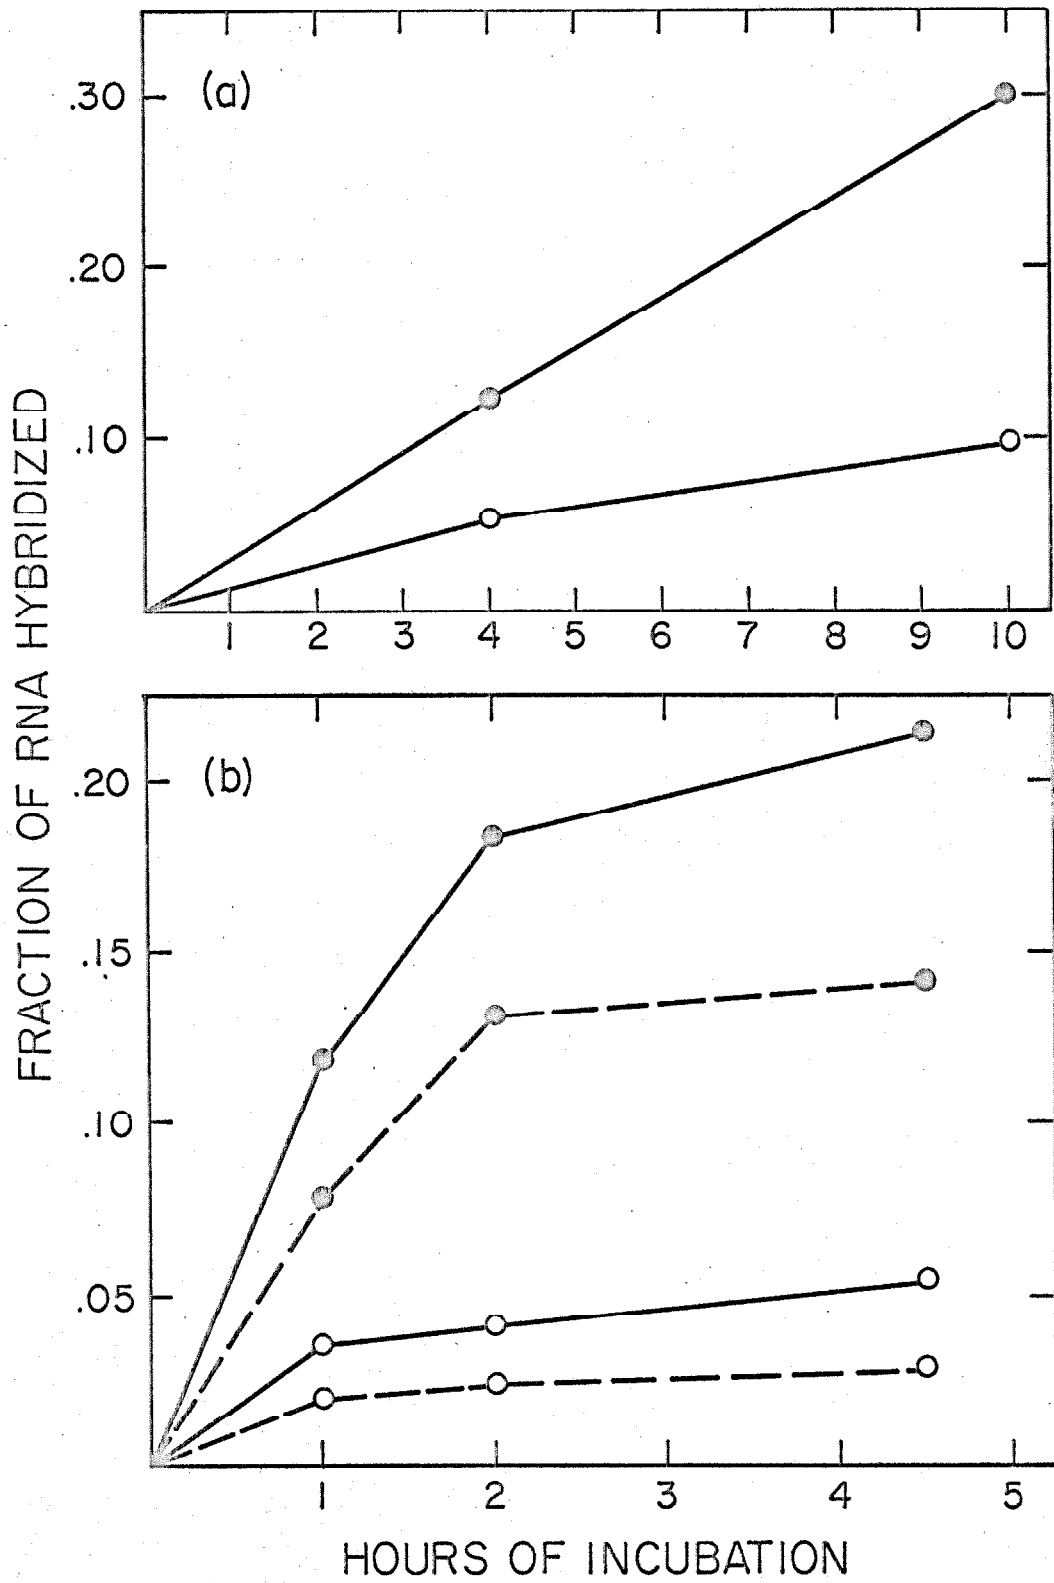 (a)
.30
.20
.10
1 2 3 4 5 6 7 8 9 10
FRACTION OF RNA HYBRIDIZED
(b)
.20
.15
.10
.05
1 2 3 4 5
HOURS OF INCUBATION